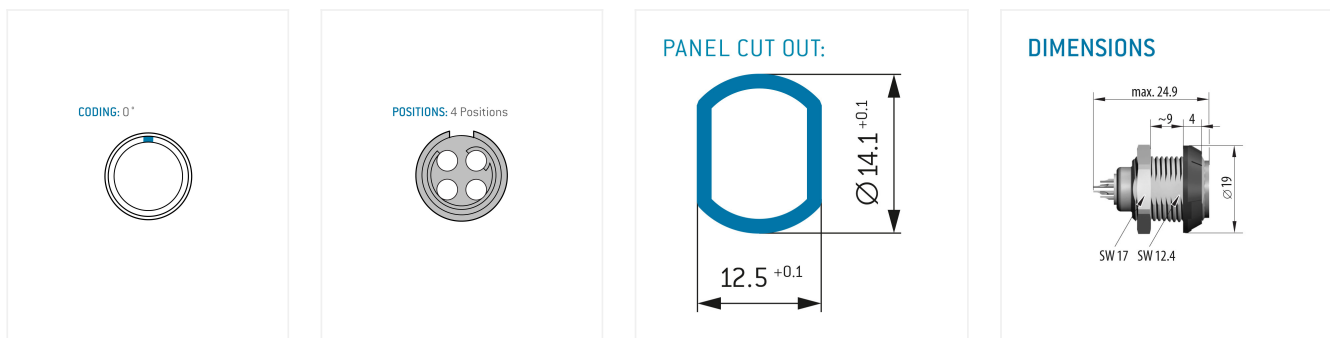 CODING: 0°
POSITIONS: 4 Positions
PANEL CUT OUT:
Ø 14.1 +0.1
12.5 +0.1
DIMENSIONS
max. 24.9
~9
4
Ø 19
SW 17
SW 12.4